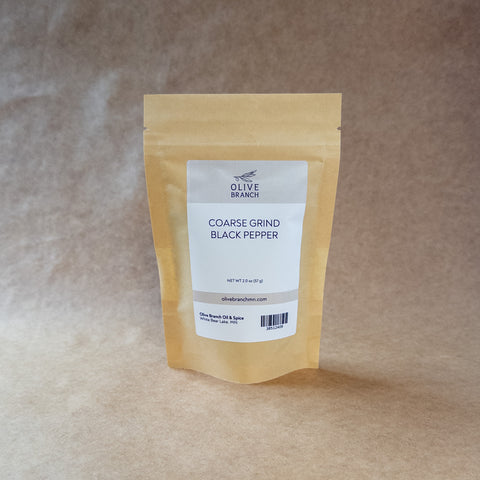 OLIVE
BRANCH
COARSE GRIND
BLACK PEPPER
NET WT 2.0 oz (57 g)
olivebranchmn.com
Olive Branch Oil & Spice
White Bear Lake, MN